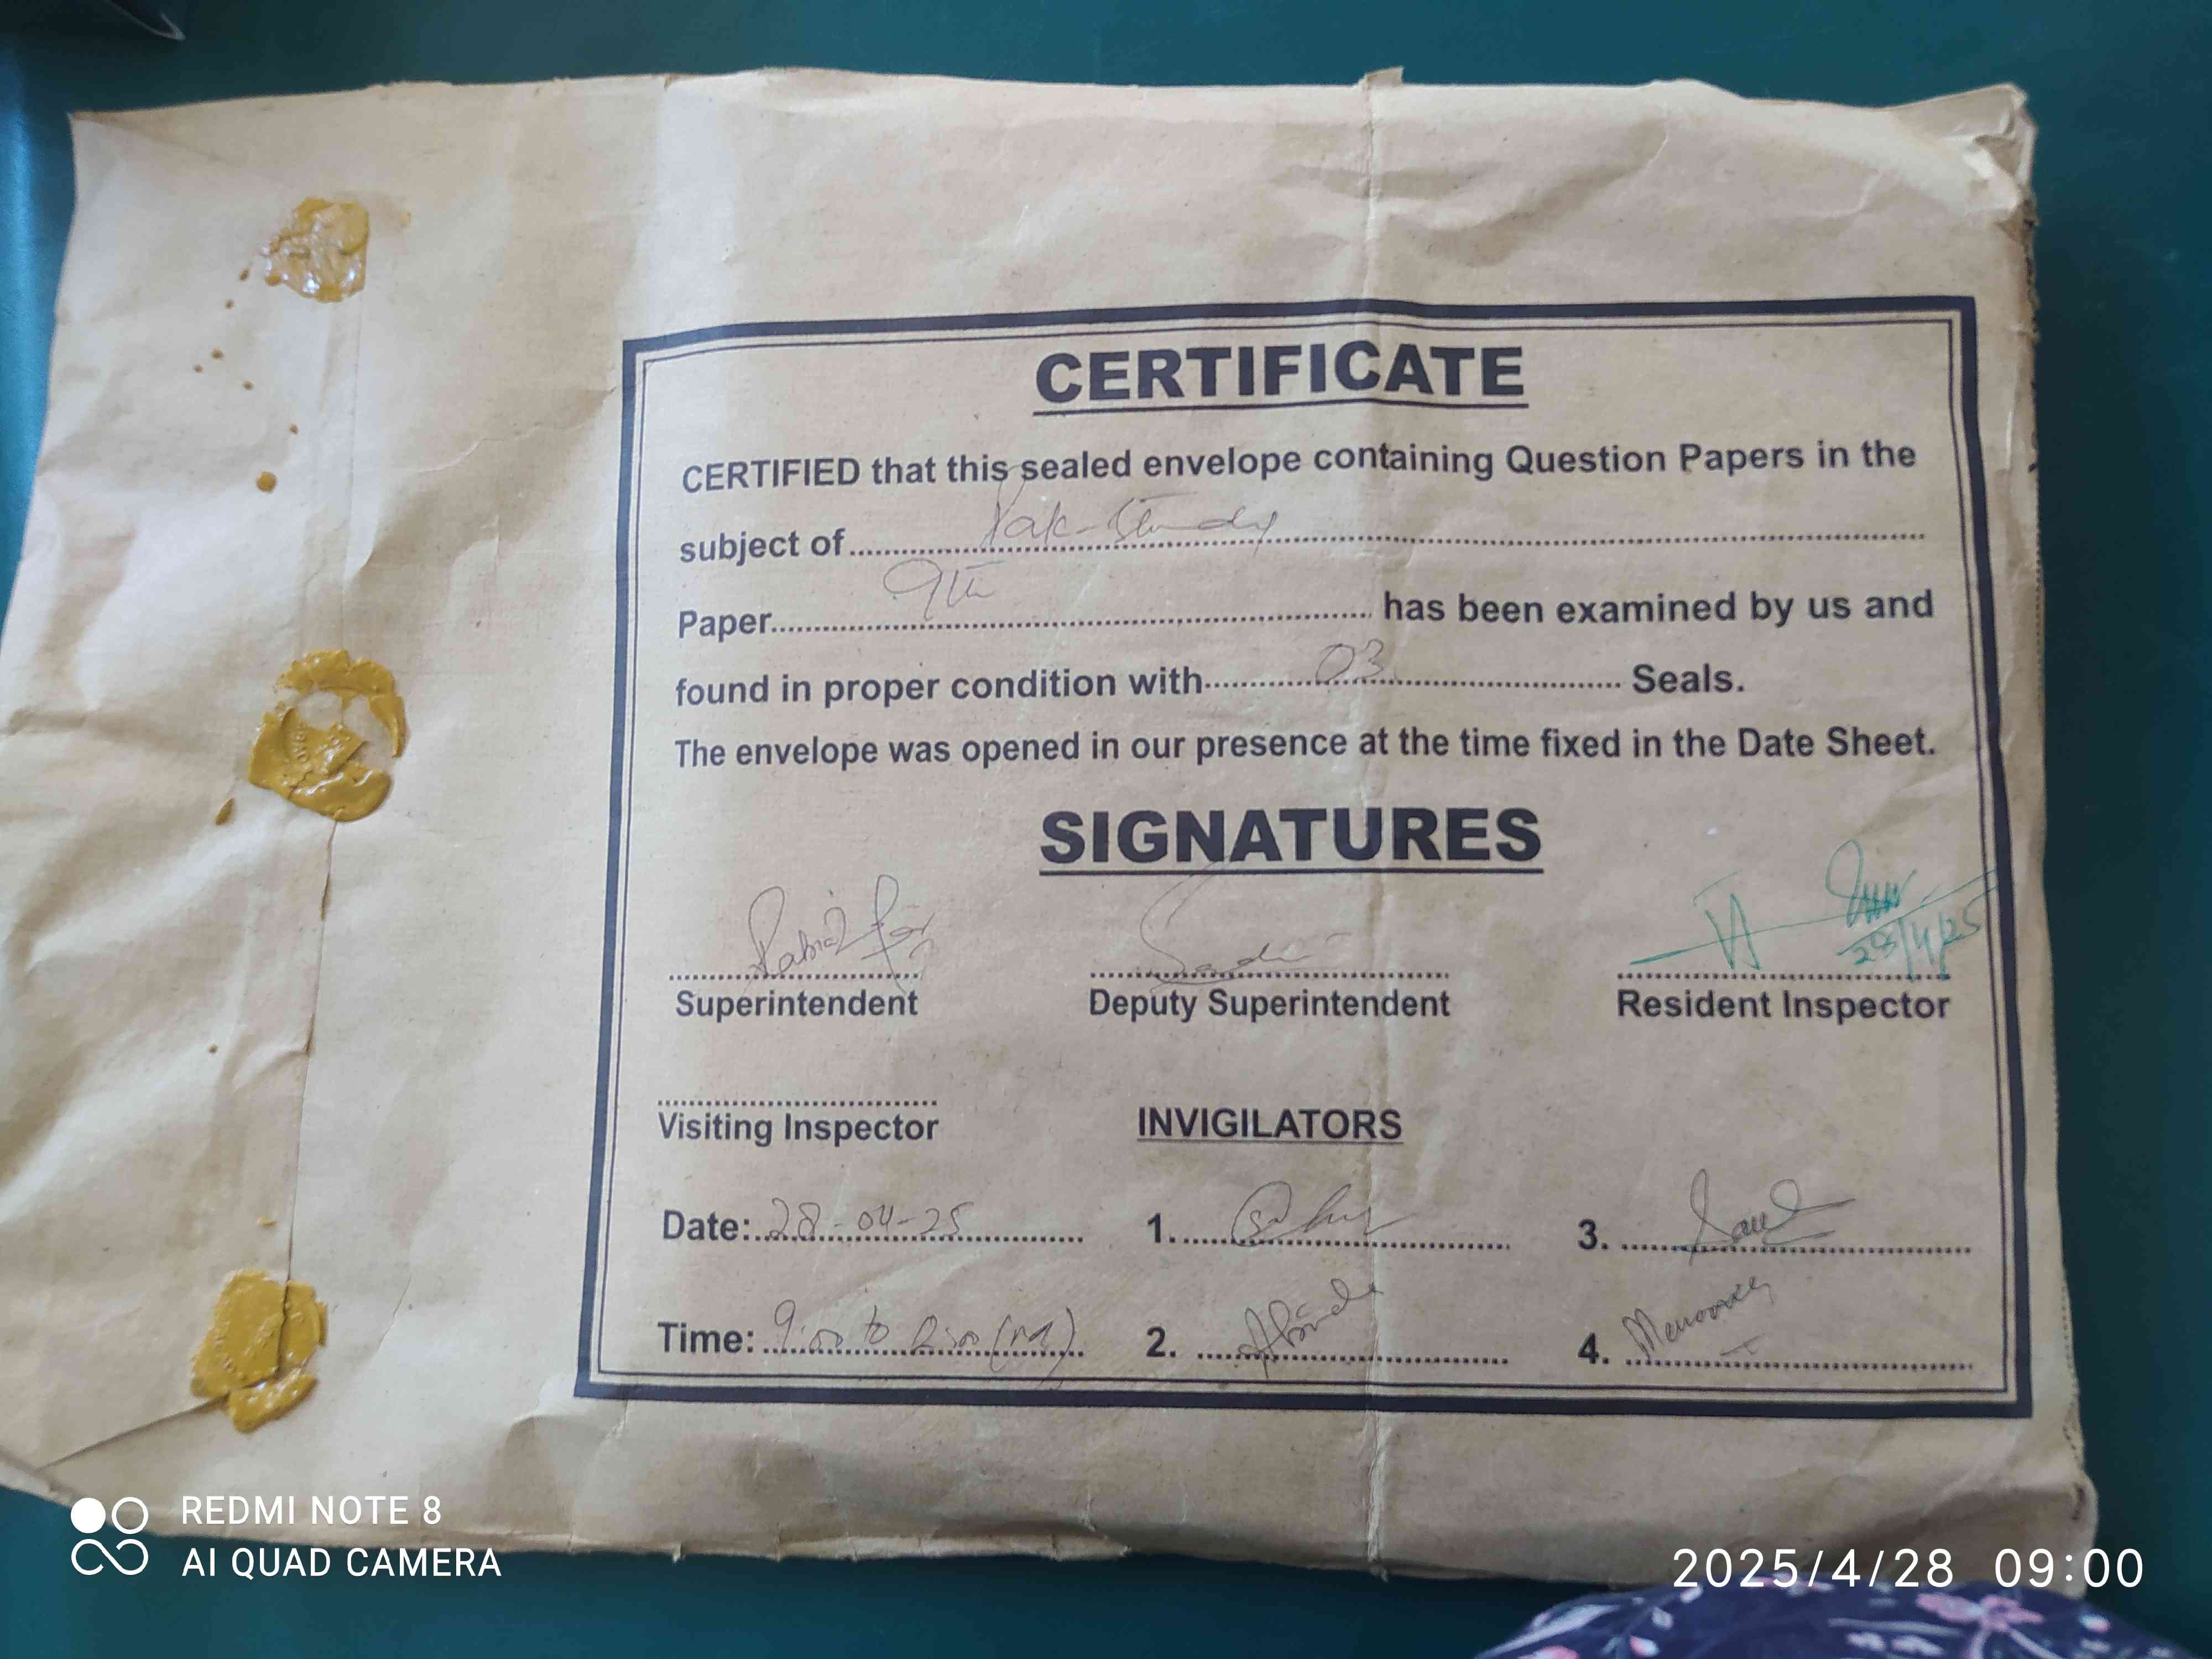 CERTIFICATE
CERTIFIED that this sealed envelope containing Question Papers in the
subject of Pak-Study
Paper 9th has been examined by us and
found in proper condition with 03 Seals.
The envelope was opened in our presence at the time fixed in the Date Sheet.
SIGNATURES
28/4/25
Superintendent Deputy Superintendent Resident Inspector
Visiting Inspector INVIGILATORS
Date: 28-04-25 1. 3.
Time: 9:00 to 2. 4.
REDMI NOTE 8
AI QUAD CAMERA
2025/4/28 09:00